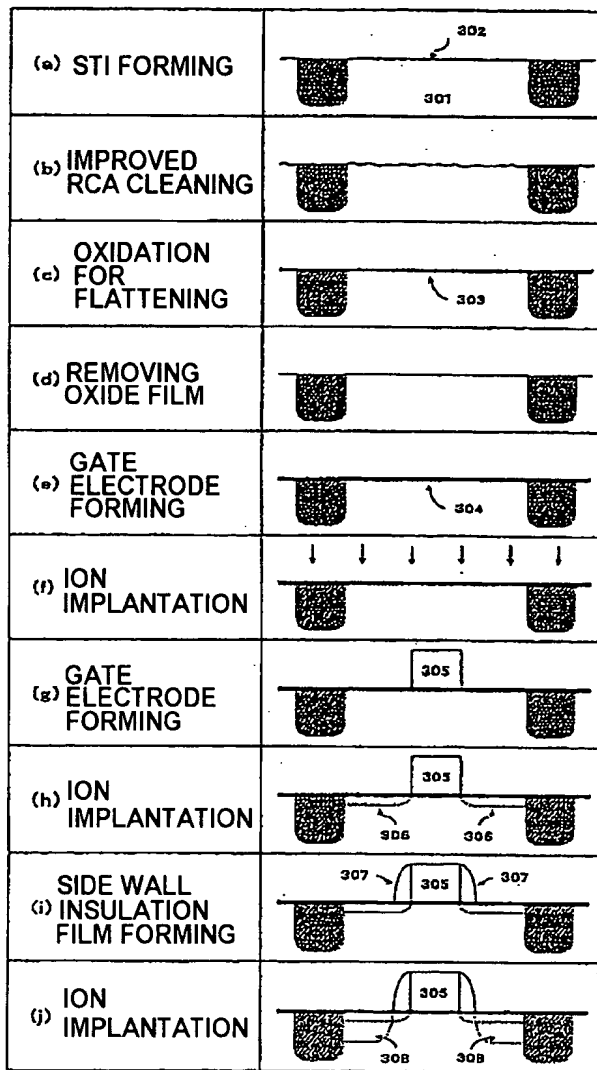 (a) STI FORMING
302
301
(b) IMPROVED
RCA CLEANING
(c) OXIDATION
FOR
FLATTENING
303
(d) REMOVING
OXIDE FILM
(e) GATE
ELECTRODE
FORMING
304
(f) ION
IMPLANTATION
(g) GATE
ELECTRODE
FORMING
305
(h) ION
IMPLANTATION
305
306
306
(i) SIDE WALL
INSULATION
FILM FORMING
307
305
307
(j) ION
IMPLANTATION
305
308
308